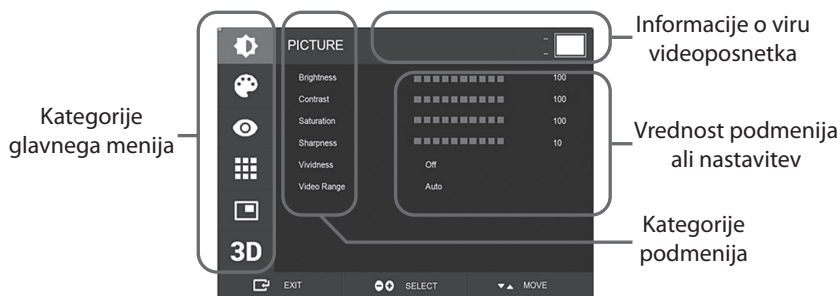 Informacije o viru
videoposnetka
Kategorije
glavnega menija
PICTURE
Brightness 100
Contrast 100
Saturation 100
Sharpness 10
Vividness Off
Video Range Auto
3D
EXIT SELECT MOVE
Vrednost podmenija
ali nastavitev
Kategorije
podmenija